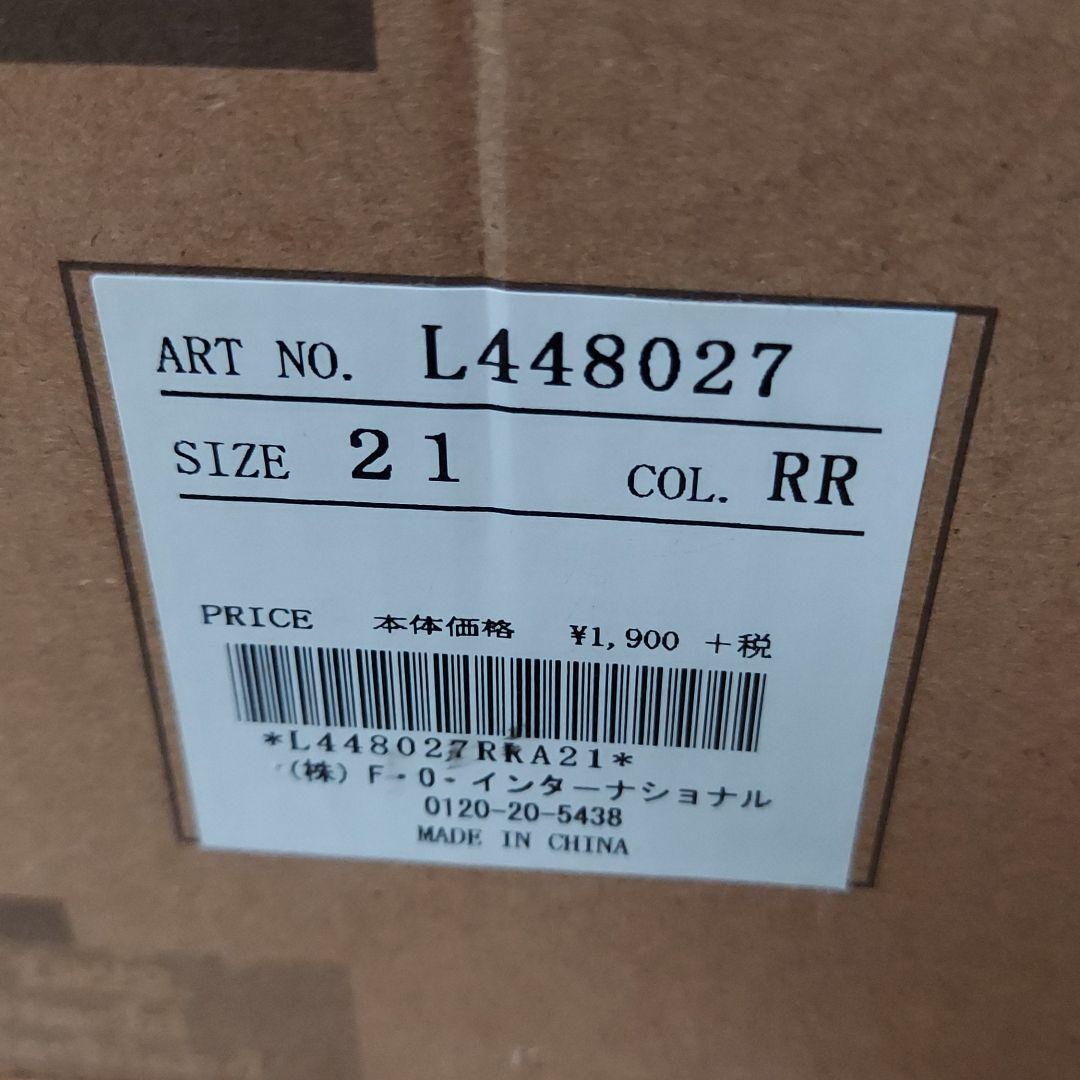 ART NO. L448027
SIZE 21 COL. RR
PRICE 本体価格 ¥1,900 +税
*L448027RRA21*
(株) F・O・インターナショナル
0120-20-5438
MADE IN CHINA